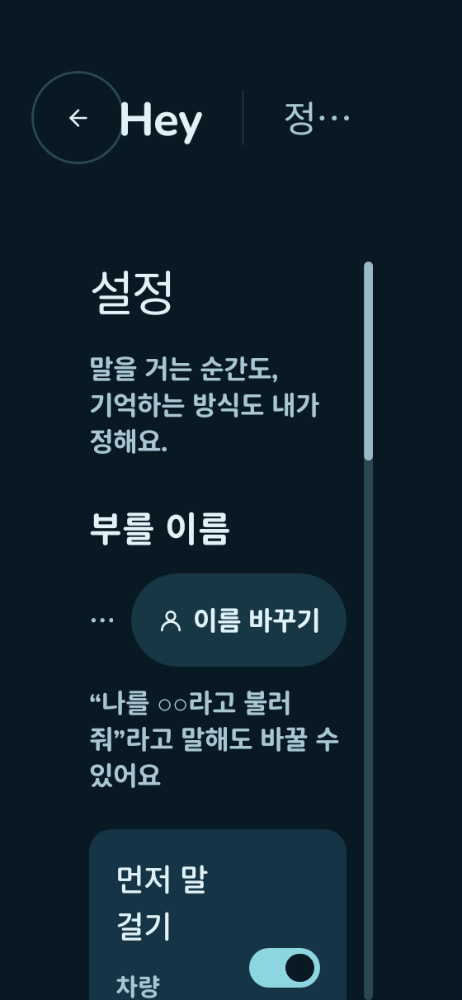 Hey
정…
설정
말을 거는 순간도,
기억하는 방식도 내가
정해요.
부를 이름
… 이름 바꾸기
“나를 ○○라고 불러
줘”라고 말해도 바꿀 수
있어요
먼저 말
걸기
차량